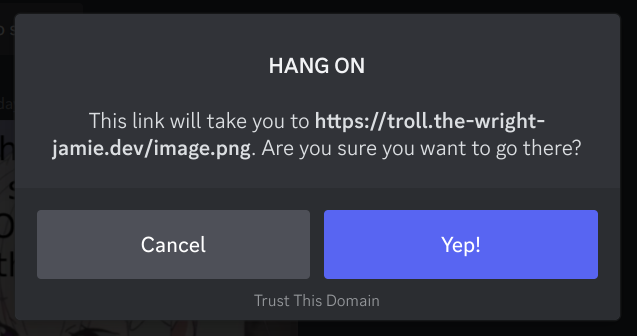 HANG ON
This link will take you to https://troll.the-wright-
jamie.dev/image.png. Are you sure you want to go there?
Cancel
Yep!
Trust This Domain